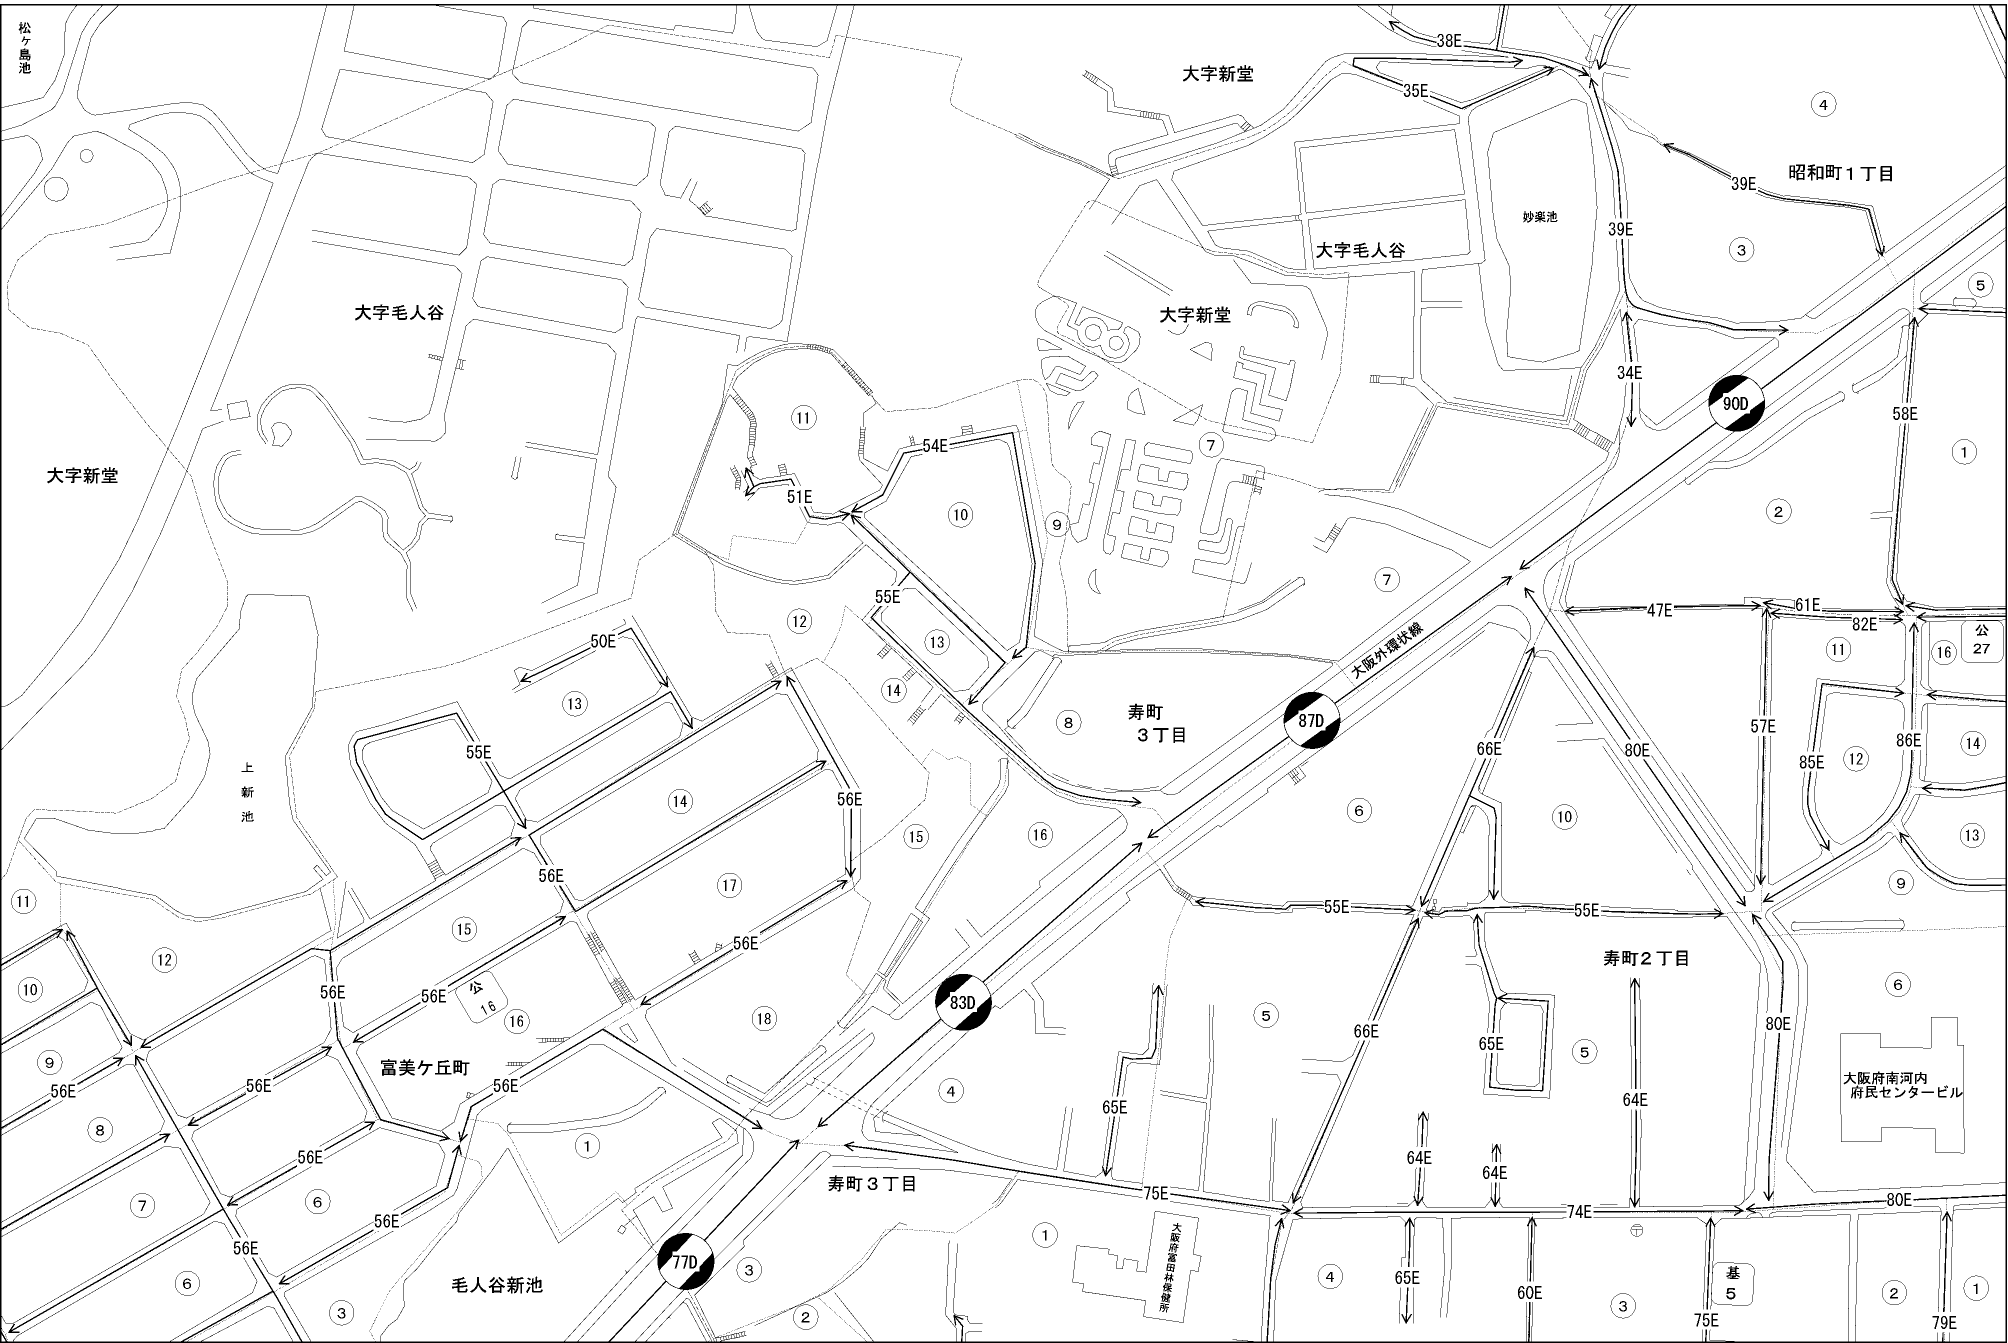 松ヶ島池
38E
大字新堂
35E
④
39E
昭和町1丁目
妙楽池
39E
③
大字毛人谷
⑤
大字毛人谷
大字新堂
34E
90D
58E
⑪
54E
⑦
①
大字新堂
51E
⑩
⑨
②
⑦
55E
47E
61E
82E
公
27
⑫
⑬
50E
⑪
⑯
大阪外環状線
⑭
⑬
⑧
寿町
3丁目
87D
57E
86E
66E
80E
55E
85E
⑫
⑭
上新池
⑭
56E
⑥
⑩
⑮
⑯
⑬
56E
⑰
⑨
⑪
55E
55E
⑮
56E
⑫
寿町2丁目
⑩
56E
56E
公
16
⑯
83D
⑥
⑱
⑤
66E
80E
⑨
富美ケ丘町
65E
⑤
56E
56E
56E
大阪府南河内
府民センタービル
④
65E
64E
⑧
①
56E
64E
64E
寿町3丁目
75E
80E
⑦
⑥
56E
74E
〒
56E
①
大阪府富田林保健所
77D
③
④
65E
基
5
⑥
毛人谷新池
60E
②
①
③
②
③
75E
79E